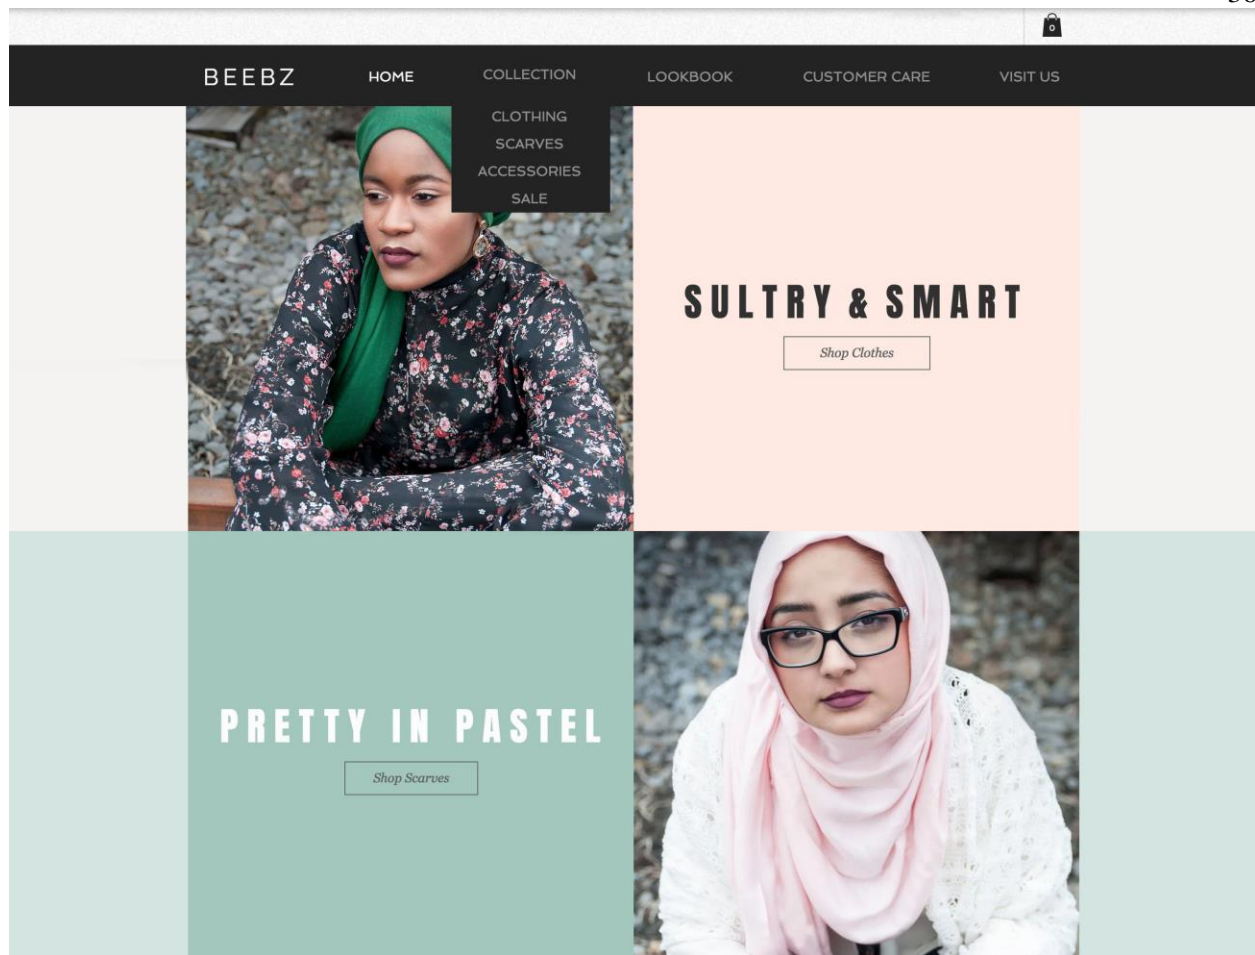 0
BEEBZ HOME COLLECTION LOOKBOOK CUSTOMER CARE VISIT US
CLOTHING
SCARVES
ACCESSORIES
SALE
SULTRY & SMART
Shop Clothes
PRETTY IN PASTEL
Shop Scarves